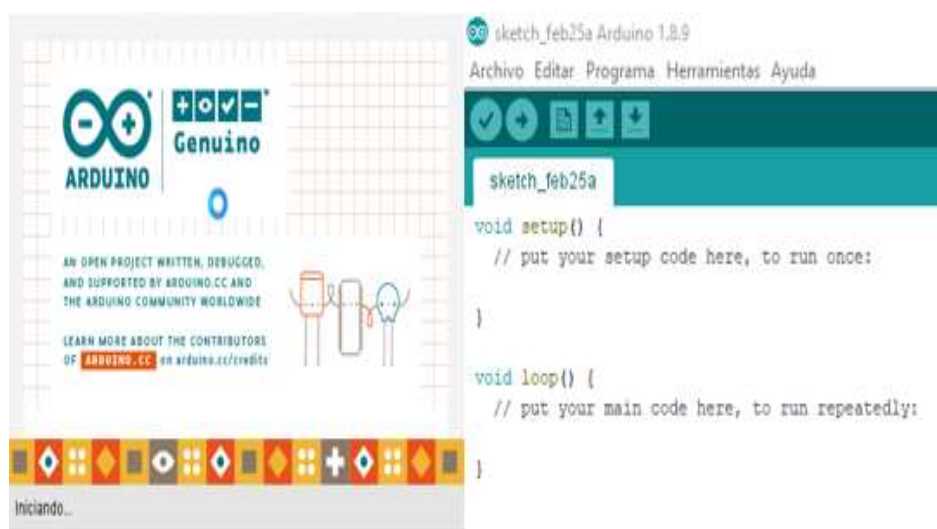 ARDUINO
Genuino
AN OPEN PROJECT WRITTEN, DEBUGGED,
AND SUPPORTED BY ARDUINO.CC AND
THE ARDUINO COMMUNITY WORLDWIDE
LEARN MORE ABOUT THE CONTRIBUTORS
OF ARDUINO.CC on arduino.cc/credits
Iniciando...
sketch_feb25a Arduino 1.8.9
Archivo Editar Programa Herramientas Ayuda
sketch_feb25a
void setup() {
// put your setup code here, to run once:
}
void loop() {
// put your main code here, to run repeatedly:
}